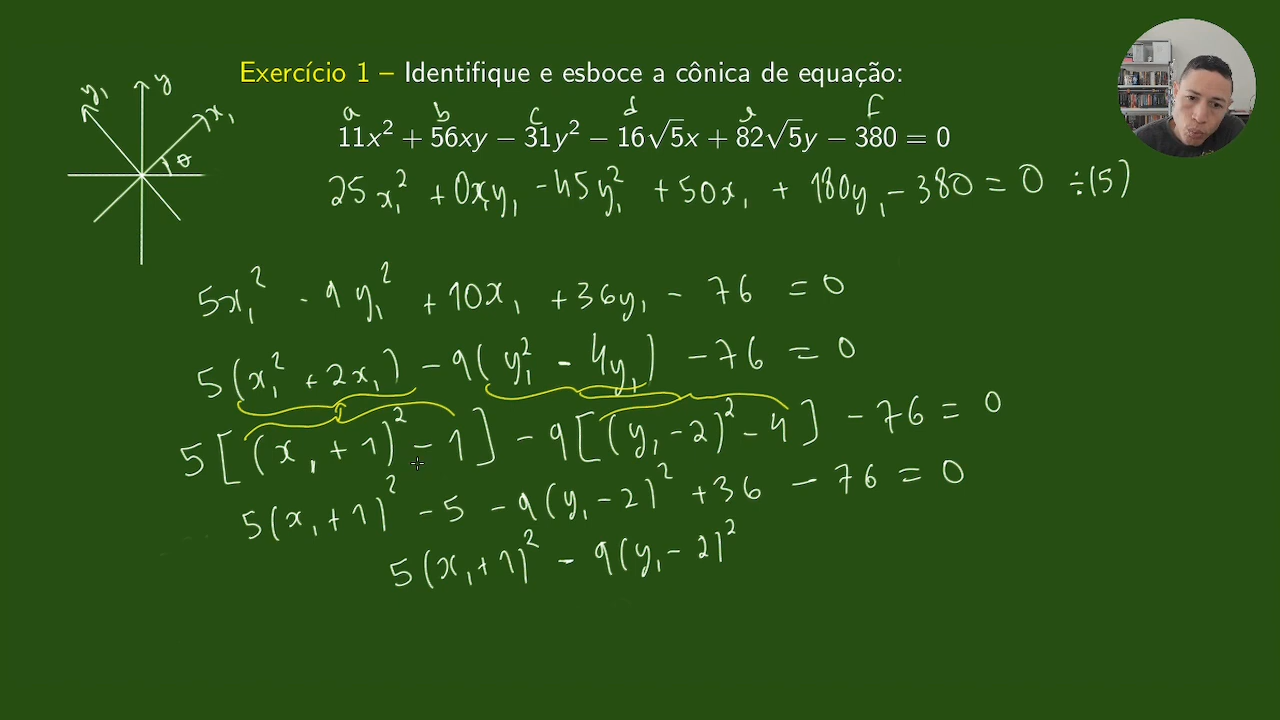 Exercício 1 – Identifique e esboce a cônica de equação:
a b c d e f
11x² + 56xy − 31y² − 16√5x + 82√5y − 380 = 0
y₁ y x₁ θ
25x₁² + 0x₁y₁ - 45y₁² + 50x₁ + 180y₁ - 380 = 0 ÷(5)
5x₁² - 9y₁² + 10x₁ + 36y₁ - 76 = 0
5(x₁² + 2x₁) - 9(y₁² - 4y₁) - 76 = 0
5[(x₁ + 1)² - 1] - 9[(y₁ - 2)² - 4] - 76 = 0
5(x₁ + 1)² - 5 - 9(y₁ - 2)² + 36 - 76 = 0
5(x₁ + 1)² - 9(y₁ - 2)²